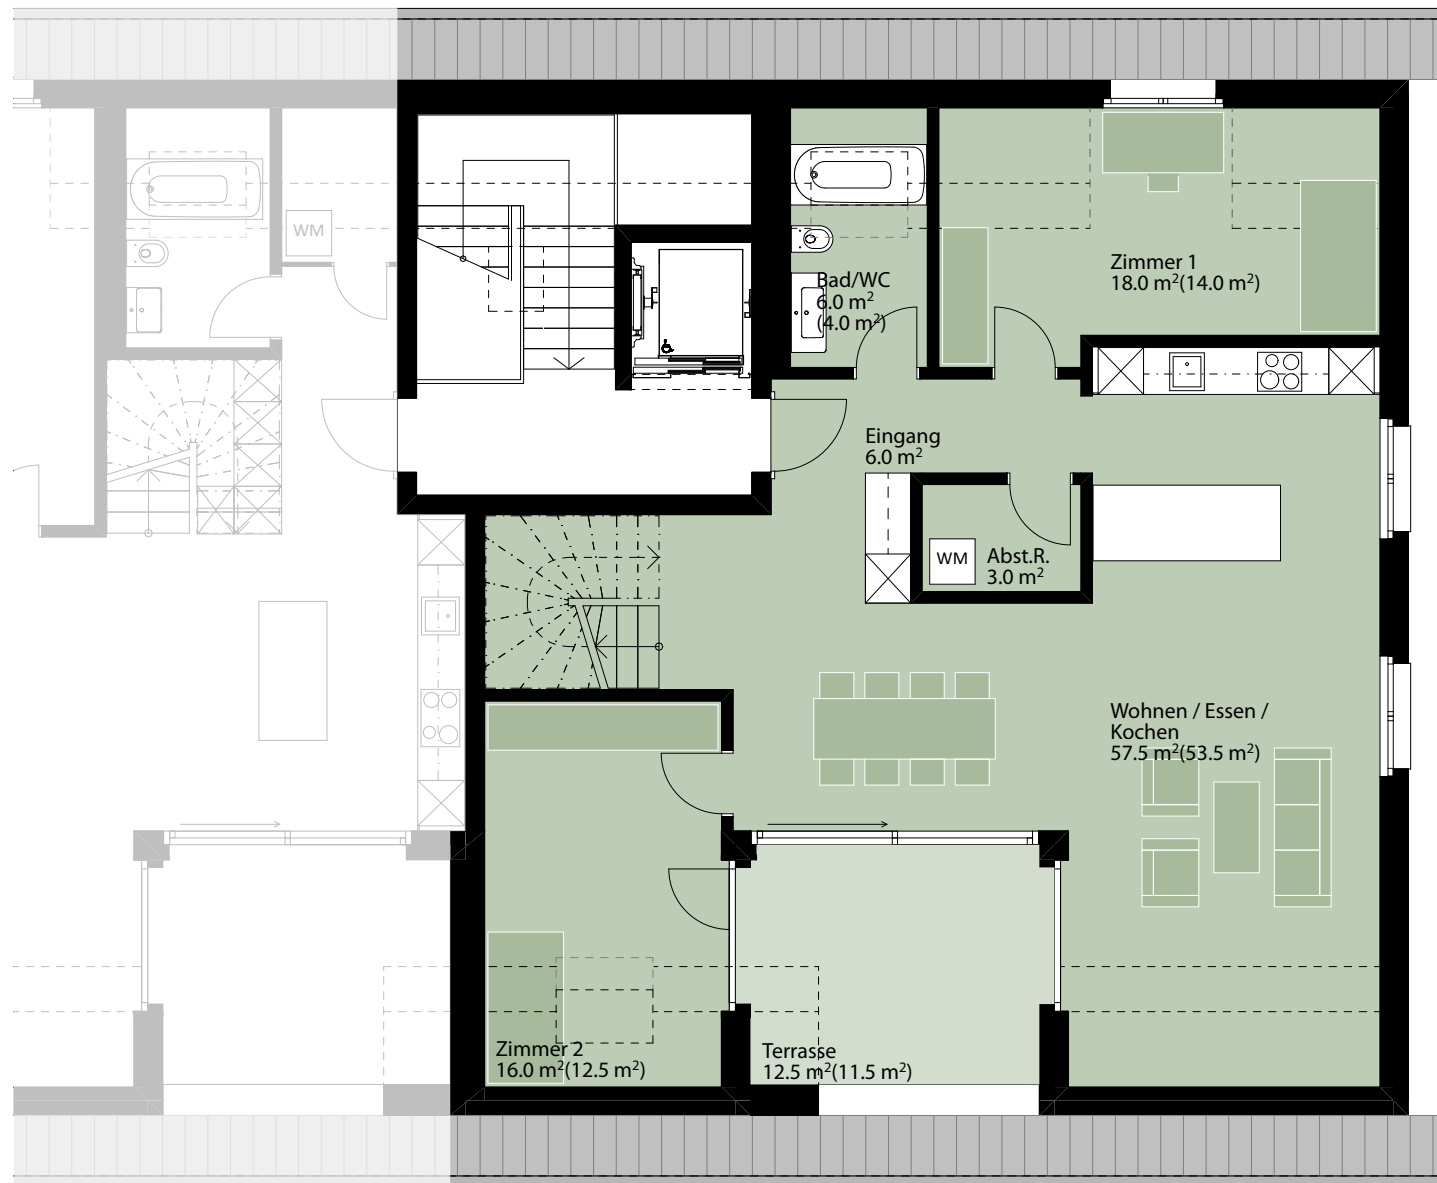 WM
Zimmer 1
18.0 m²(14.0 m²)
Bad/WC
6.0 m²
(4.0 m²)
Eingang
6.0 m²
WM
Abst.R.
3.0 m²
Wohnen / Essen /
Kochen
57.5 m²(53.5 m²)
Zimmer 2
16.0 m²(12.5 m²)
Terrasse
12.5 m²(11.5 m²)